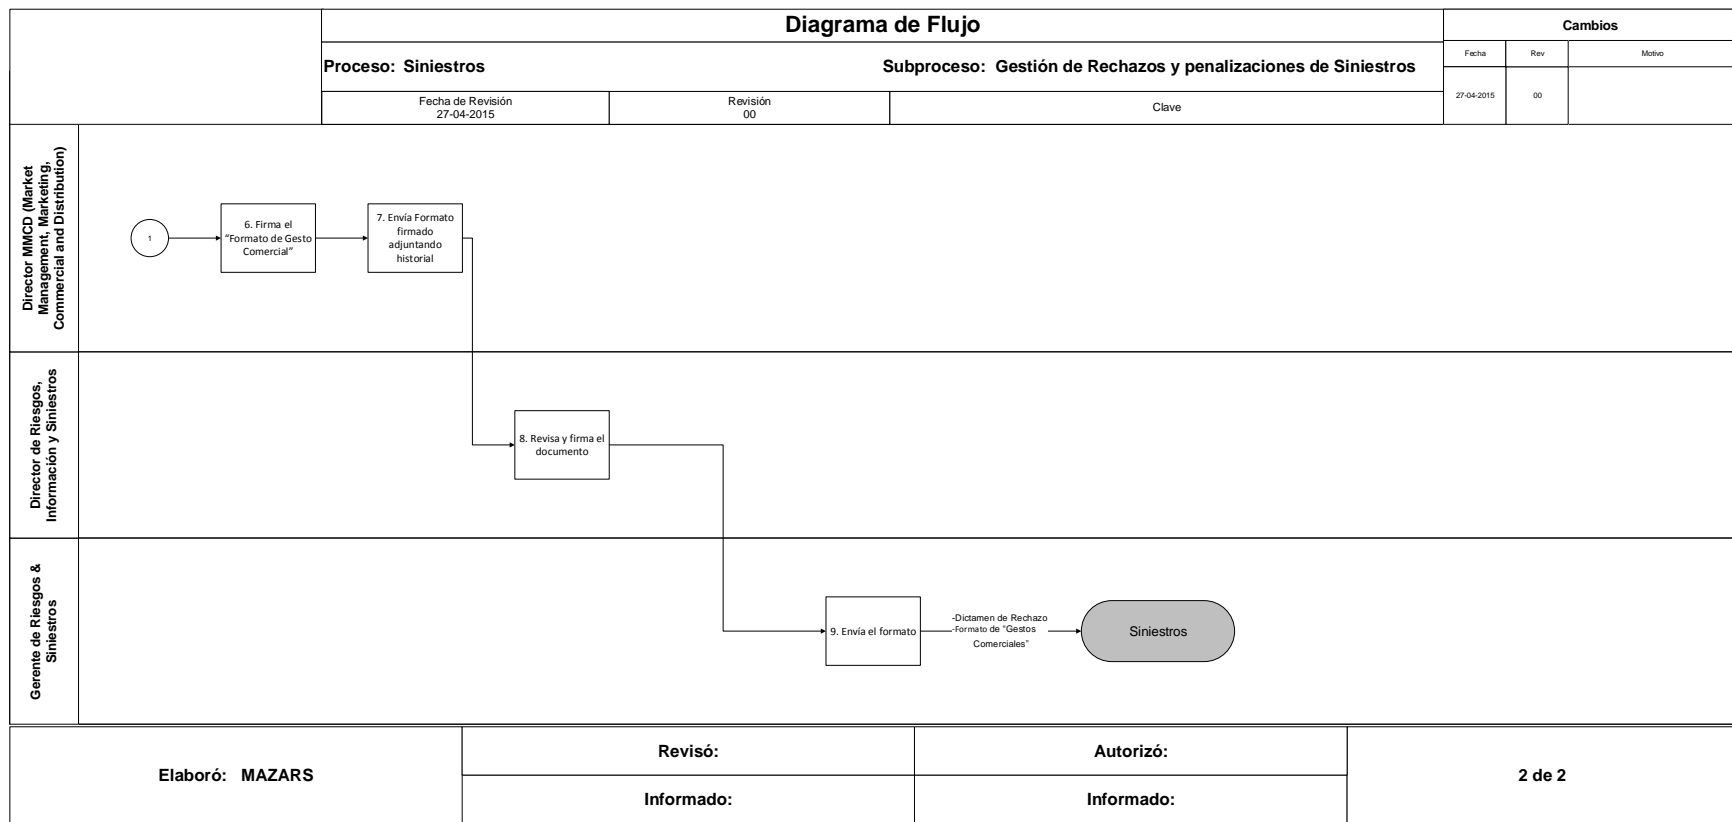 Diagrama de Flujo
Cambios
Proceso: Siniestros
Subproceso: Gestión de Rechazos y penalizaciones de Siniestros
Fecha
Rev
Motivo
Fecha de Revisión
27-04-2015
Revisión
00
Clave
27-04-2015
00
Director MMCD (Market
Management, Marketing,
Commercial and Distribution)
1
6. Firma el
“Formato de Gesto
Comercial”
7. Envía Formato
firmado
adjuntando
historial
Director de Riesgos,
Información y Siniestros
8. Revisa y firma el
documento
Gerente de Riesgos &
Siniestros
9. Envía el formato
-Dictamen de Rechazo
-Formato de "Gestos
Comerciales"
Siniestros
Elaboró: MAZARS
Revisó:
Autorizó:
2 de 2
Informado:
Informado: